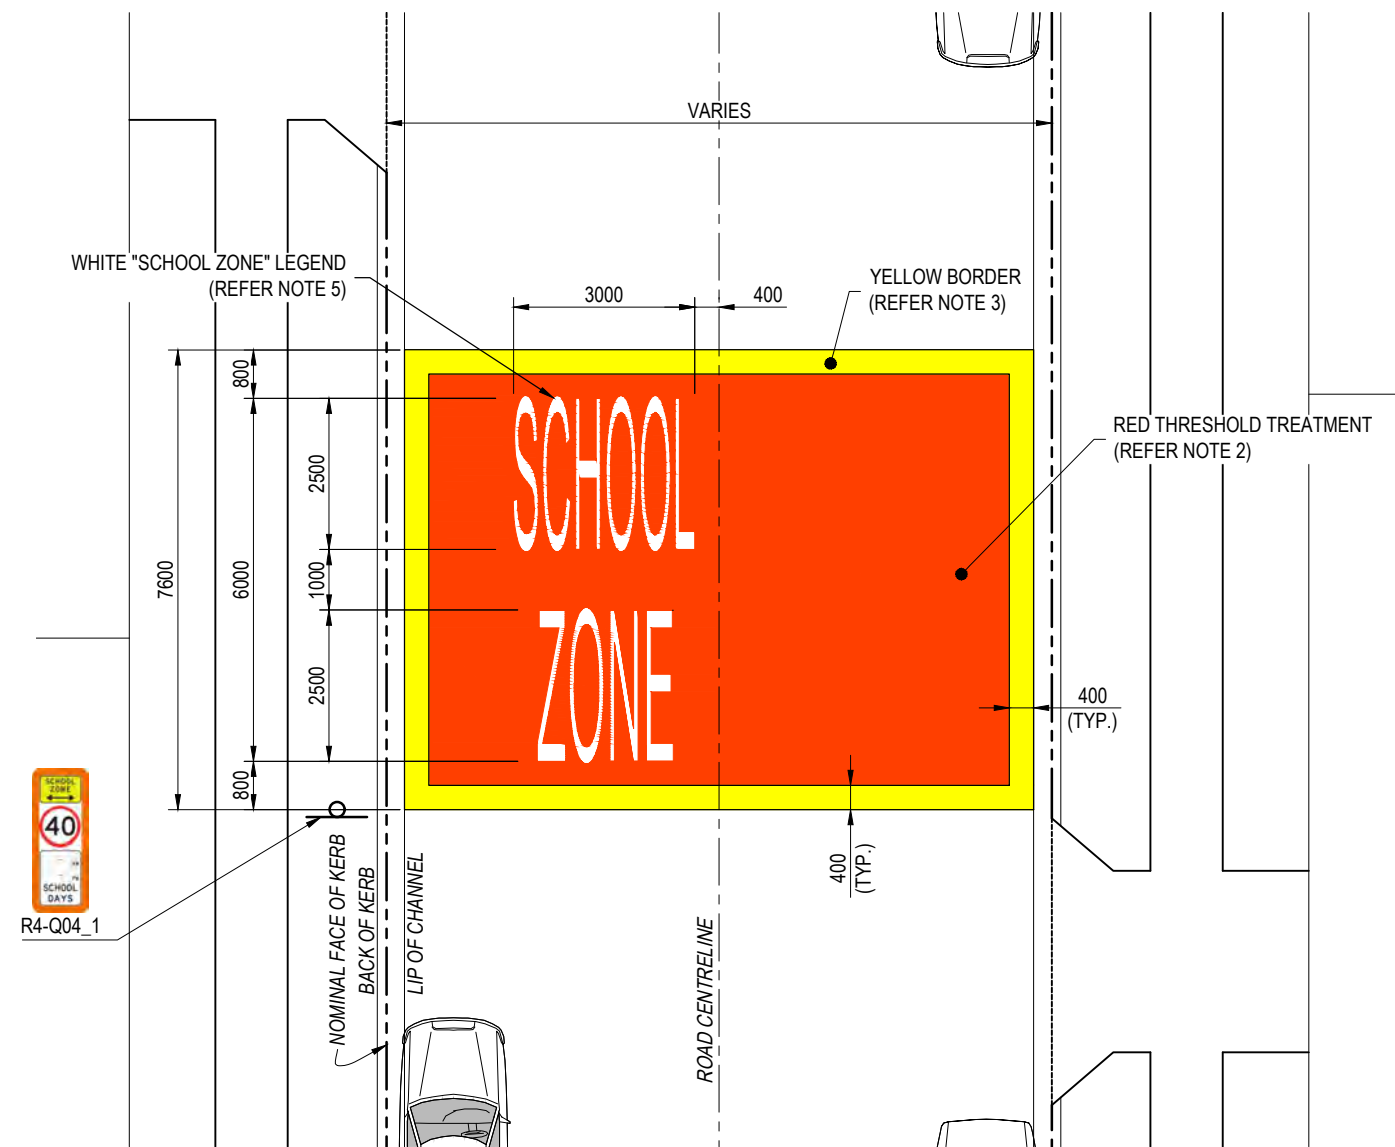 VARIES
WHITE "SCHOOL ZONE" LEGEND
(REFER NOTE 5)
3000
400
YELLOW BORDER
(REFER NOTE 3)
800
SCHOOL
2500
RED THRESHOLD TREATMENT
(REFER NOTE 2)
7600
6000
1000
ZONE
2500
400
(TYP.)
800
SCHOOL
ZONE
40
SCHOOL
DAYS
R4-Q04_1
400
(TYP.)
NOMINAL FACE OF KERB
BACK OF KERB
LIP OF CHANNEL
ROAD CENTRELINE